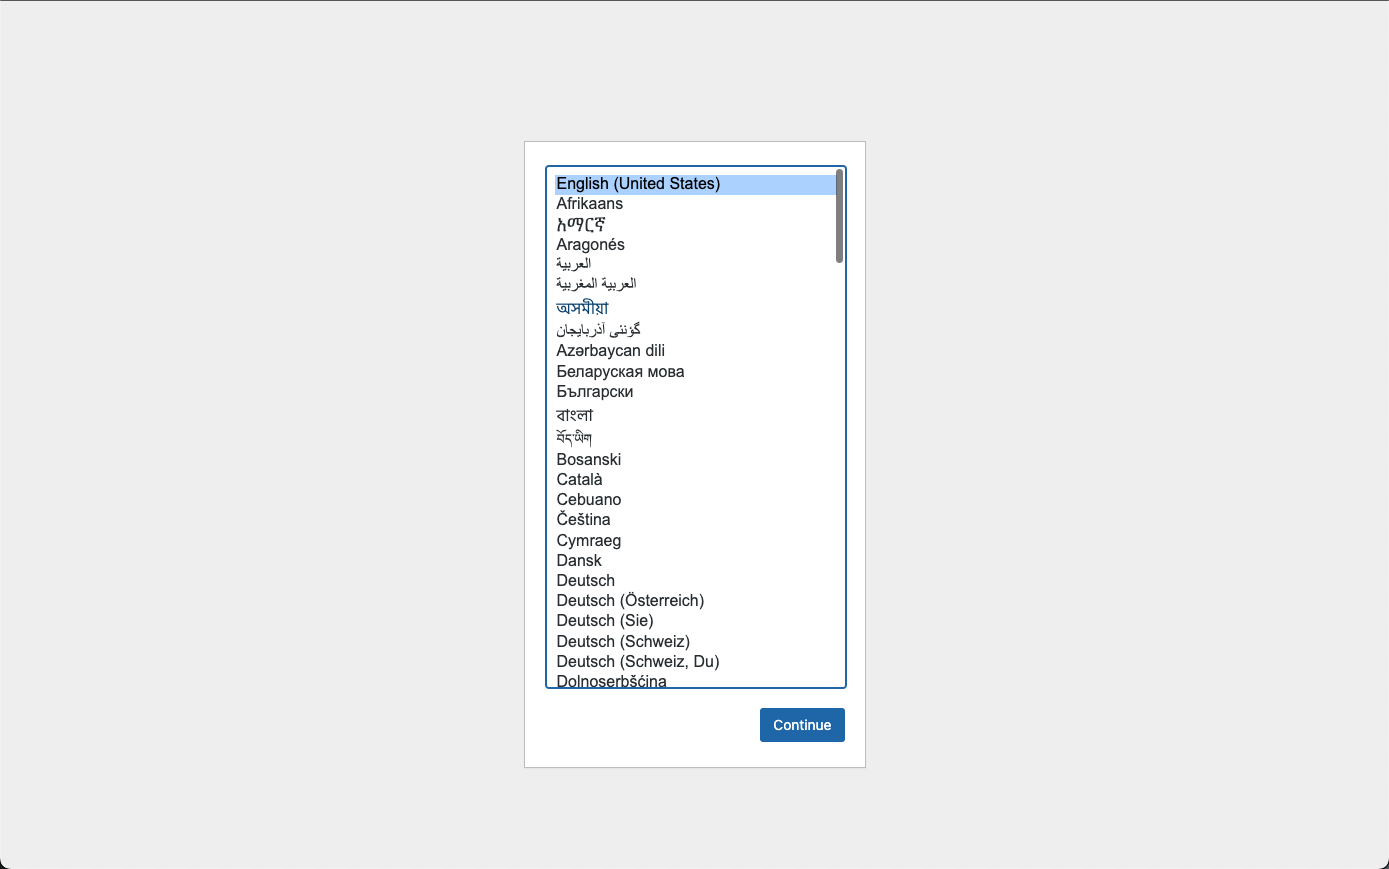 English (United States)
Afrikaans
አማርኛ
Aragonés
العربية
العربية المغربية
অসমীয়া
گؤنئی آذربایجان
Azərbaycan dili
Беларуская мова
Български
বাংলা
བོད་ཡིག
Bosanski
Català
Cebuano
Čeština
Cymraeg
Dansk
Deutsch
Deutsch (Österreich)
Deutsch (Sie)
Deutsch (Schweiz)
Deutsch (Schweiz, Du)
Dolnoserbšćina
Continue